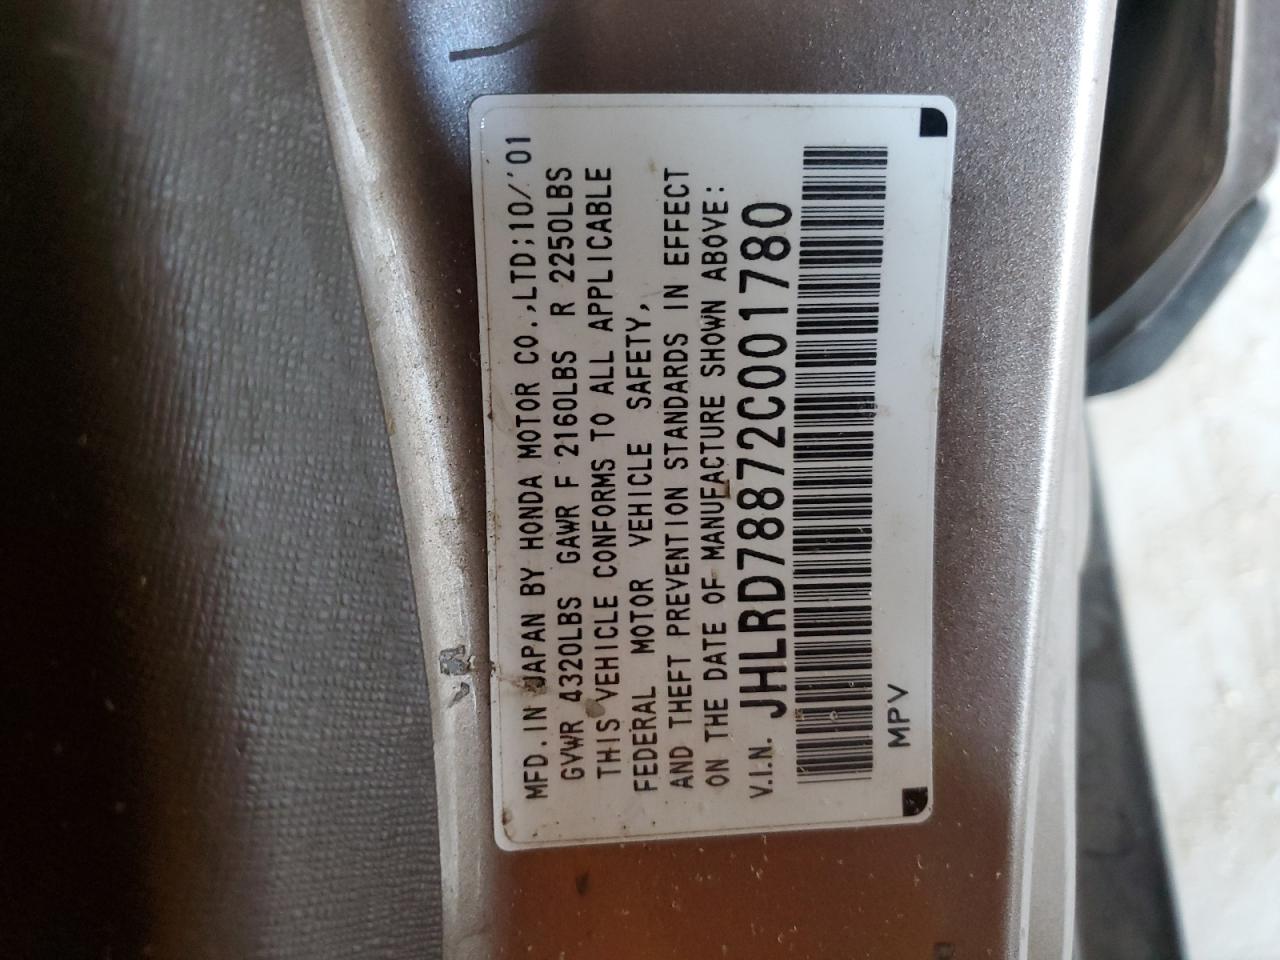 MFD. IN JAPAN BY HONDA MOTOR CO.,LTD;10/'01
GVWR 4320LBS GAWR F 2160LBS R 2250LBS
THIS VEHICLE CONFORMS TO ALL APPLICABLE
FEDERAL MOTOR VEHICLE SAFETY,
AND THEFT PREVENTION STANDARDS IN EFFECT
ON THE DATE OF MANUFACTURE SHOWN ABOVE:
V.I.N. JHLRD78872C001780
MPV